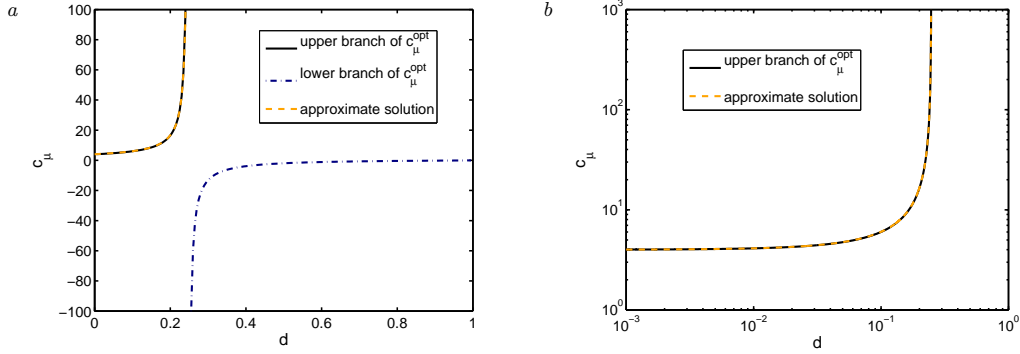 a
100
80
60
40
20
0
−20
−40
−60
−80
−100
0
0.2
0.4
0.6
0.8
1
d
c_μ
upper branch of c_μ^opt
lower branch of c_μ^opt
approximate solution
b
10^3
10^2
10^1
10^0
10^−3
10^−2
10^−1
10^0
d
c_μ
upper branch of c_μ^opt
approximate solution